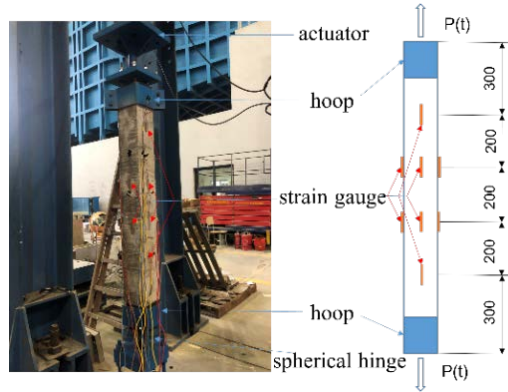 actuator
hoop
strain gauge
hoop
spherical hinge
P(t)
300
200
200
200
300
P(t)